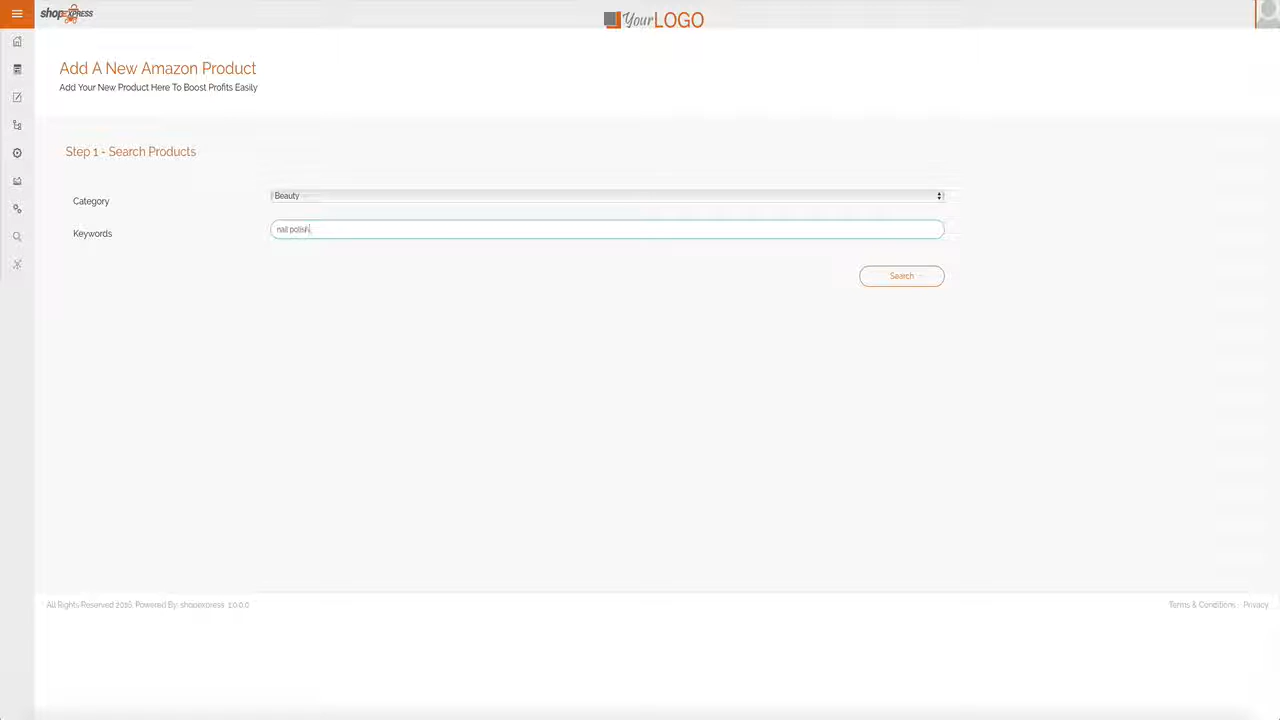 shopEXPRESS
YourLOGO
Add A New Amazon Product
Add Your New Product Here To Boost Profits Easily
Step 1 - Search Products
Category
Beauty
Keywords
nail polish
Search
All Rights Reserved 2016. Powered By: shopexpress 1.0.0.0
Terms & Conditions Privacy